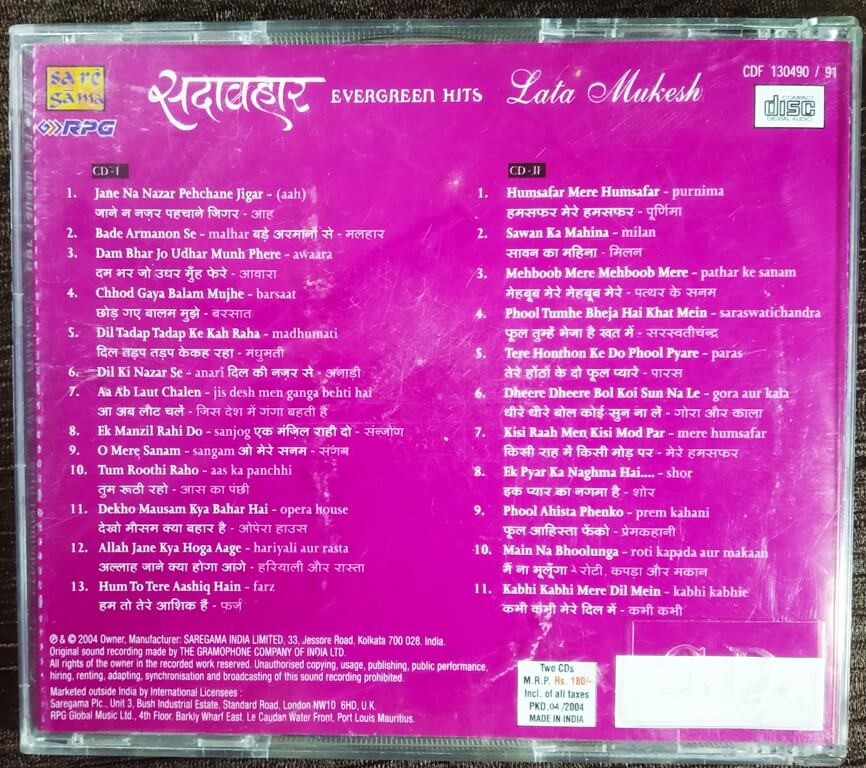 sa re
ga ma
RPG
सदाबहार EVERGREEN HITS Lata Mukesh
CDF 130490 / 91
COMPACT
disc
DIGITAL AUDIO
CD-I
1. Jane Na Nazar Pehchane Jigar - (aah)
जाने न नज़र पहचाने जिगर - आह
2. Bade Armanon Se - malhar बड़े अरमानों से - मलहार
3. Dam Bhar Jo Udhar Munh Phere - awaara
दम भर जो उधर मुँह फेरे - आवारा
4. Chhod Gaya Balam Mujhe - barsaat
छोड़ गए बालम मुझे - बरसात
5. Dil Tadap Tadap Ke Kah Raha - madhumati
दिल तड़प तड़प केकह रहा - मधुमती
6. Dil Ki Nazar Se - anari दिल की नज़र से - अनाड़ी
7. Aa Ab Laut Chalen - jis desh men ganga behti hai
आ अब लौट चलें - जिस देश में गंगा बहती हैं
8. Ek Manzil Rahi Do - sanjog एक मंजिल राही दो - सन्जोग
9. O Mere Sanam - sangam ओ मेरे सनम - संगम
10. Tum Roothi Raho - aas ka panchhi
तुम रूठी रहो - आस का पंछी
11. Dekho Mausam Kya Bahar Hai - opera house
देखो मौसम क्या बहार है - ओपेरा हाउस
12. Allah Jane Kya Hoga Aage - hariyali aur rasta
अल्लाह जाने क्या होगा आगे - हरियाली और रास्ता
13. Hum To Tere Aashiq Hain - farz
हम तो तेरे आशिक हैं - फर्ज
CD-II
1. Humsafar Mere Humsafar - purnima
हमसफर मेरे हमसफर - पूर्णिमा
2. Sawan Ka Mahina - milan
सावन का महिना - मिलन
3. Mehboob Mere Mehboob Mere - pathar ke sanam
मेहबूब मेरे मेहबूब मेरे - पत्थर के सनम
4. Phool Tumhe Bheja Hai Khat Mein - saraswatichandra
फूल तुम्हें भेजा है खत में - सरस्वतीचंद्र
5. Tere Honthon Ke Do Phool Pyare - paras
तेरे होंठों के दो फूल प्यारे - पारस
6. Dheere Dheere Bol Koi Sun Na Le - gora aur kala
धीरे धीरे बोल कोई सुन ना ले - गोरा और काला
7. Kisi Raah Men Kisi Mod Par - mere humsafar
किसी राह में किसी मोड़ पर - मेरे हमसफर
8. Ek Pyar Ka Naghma Hai.... - shor
इक प्यार का नगमा है - शोर
9. Phool Ahista Phenko - prem kahani
फूल आहिस्ता फेंको - प्रेमकहानी
10. Main Na Bhoolunga - roti kapada aur makaan
मैं ना भूलूँगा - रोटी, कपड़ा और मकान
11. Kabhi Kabhi Mere Dil Mein - kabhi kabhie
कभी कभी मेरे दिल में - कभी कभी
℗ & © 2004 Owner, Manufacturer: SAREGAMA INDIA LIMITED, 33, Jessore Road, Kolkata 700 028. India.
Original sound recording made by THE GRAMOPHONE COMPANY OF INDIA LTD.
All rights of the owner in the recorded work reserved. Unauthorised copying, usage, publishing, public performance,
hiring, renting, adapting, synchronisation and broadcasting of this sound recording prohibited.
Marketed outside India by International Licensees :
Saregama Plc., Unit 3, Bush Industrial Estate, Standard Road, London NW10 6HD, U.K.
RPG Global Music Ltd., 4th Floor, Barkly Wharf East, Le Caudan Water Front, Port Louis Mauritius.
Two CDs
M.R.P. Rs. 180/-
Incl. of all taxes
PKD.04 /2004
MADE IN INDIA